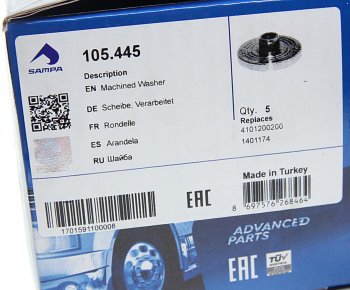 SAMPA
105.445
Description
EN Machined Washer
DE Scheibe, Verarbeitet
FR Rondelle
ES Arandela
RU Шайба
Qty. 5
Replaces
4101200200
1401174
1701591100008
EAC
Made in Turkey
8 697576 268464
ADVANCED
PARTS
EAC
TÜV